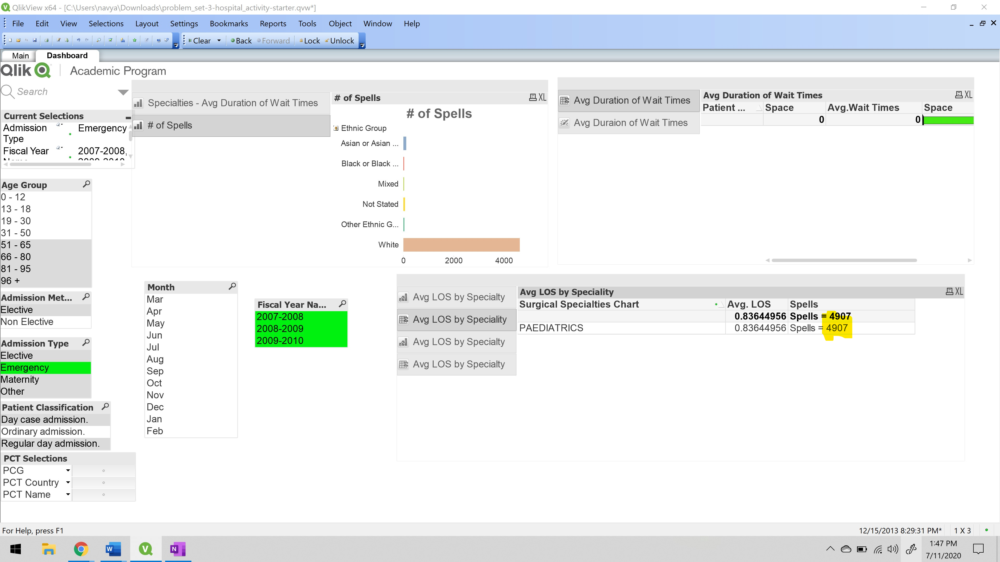 QlikView x64 - [C:\Users\navya\Downloads\problem_set-3-hospital_activity-starter.qvw*]
File Edit View Selections Layout Settings Bookmarks Reports Tools Object Window Help
Clear Back Forward Lock Unlock
Main Dashboard
Qlik Academic Program
Search
Current Selections
Admission Type Emergency
Fiscal Year Name 2007-2008,
2009-2010
Age Group
0 - 12
13 - 18
19 - 30
31 - 50
51 - 65
66 - 80
81 - 95
96 +
Admission Met...
Elective
Non Elective
Admission Type
Elective
Emergency
Maternity
Other
Patient Classification
Day case admission.
Ordinary admission.
Regular day admission.
PCT Selections
PCG
PCT Country
PCT Name
Specialties - Avg Duration of Wait Times
# of Spells
# of Spells XL
# of Spells
Ethnic Group
Asian or Asian ...
Black or Black ...
Mixed
Not Stated
Other Ethnic G...
White
0 2000 4000
Avg Duration of Wait Times
Avg Duraion of Wait Times
Avg Duration of Wait Times XL
Patient ... Space Avg.Wait Times Space
0 0
Month
Mar
Apr
May
Jun
Jul
Aug
Sep
Oct
Nov
Dec
Jan
Feb
Fiscal Year Na...
2007-2008
2008-2009
2009-2010
Avg LOS by Specialty
Avg LOS by Speciality
Avg LOS by Specialty
Avg LOS by Specialty
Avg LOS by Speciality XL
Surgical Specialties Chart Avg. LOS Spells
0.83644956 Spells = 4907
PAEDIATRICS 0.83644956 Spells = 4907
For Help, press F1
12/15/2013 8:29:31 PM* 1 X 3
1:47 PM
7/11/2020